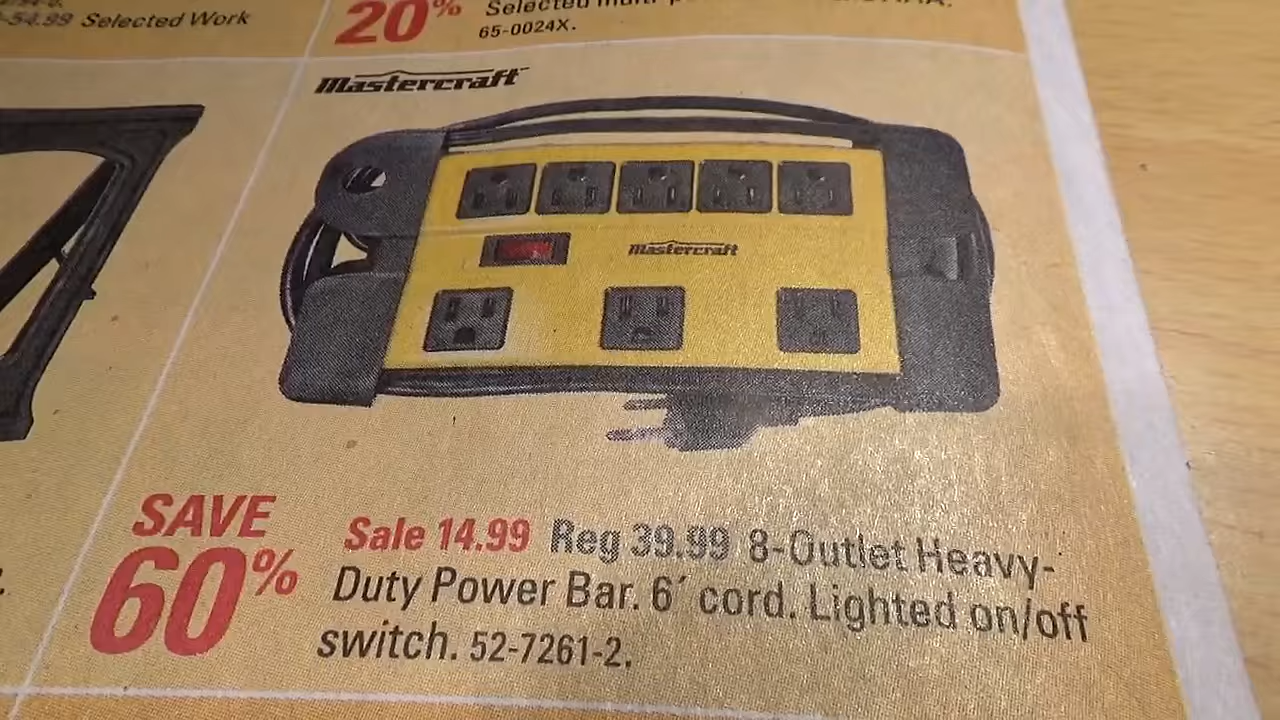 54.99 Selected Work
20%
Selected
65-0024X.
Mastercraft
Mastercraft
SAVE
60%
Sale 14.99 Reg 39.99 8-Outlet Heavy-
Duty Power Bar. 6′ cord. Lighted on/off
switch. 52-7261-2.